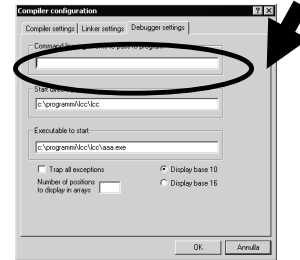 Compiler configuration
Compiler settings Linker settings Debugger settings
Command line arguments to pass to program
Start directory
c:\programmi\lcc\lcc
Executable to start
c:\programmi\lcc\lcc\aaa.exe
Trap all exceptions
Display base 10
Number of positions
to display in arrays
Display base 16
OK Annulla